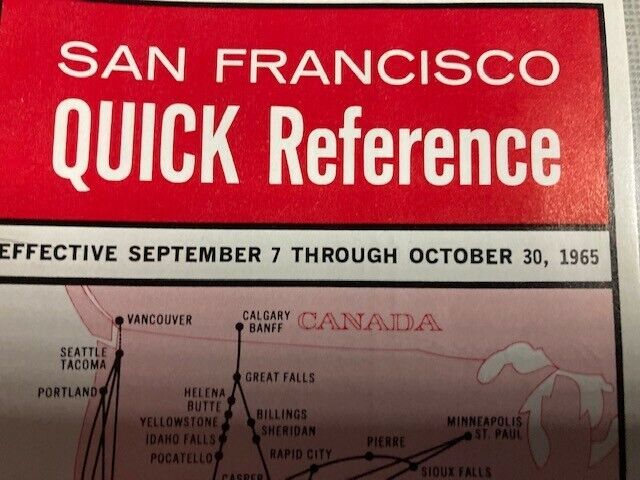 SAN FRANCISCO
QUICK Reference
EFFECTIVE SEPTEMBER 7 THROUGH OCTOBER 30, 1965
VANCOUVER
CALGARY
BANFF
CANADA
SEATTLE
TACOMA
PORTLAND
GREAT FALLS
HELENA
BUTTE
YELLOWSTONE
IDAHO FALLS
POCATELLO
BILLINGS
SHERIDAN
MINNEAPOLIS
ST. PAUL
PIERRE
RAPID CITY
SIOUX FALLS
CASPER